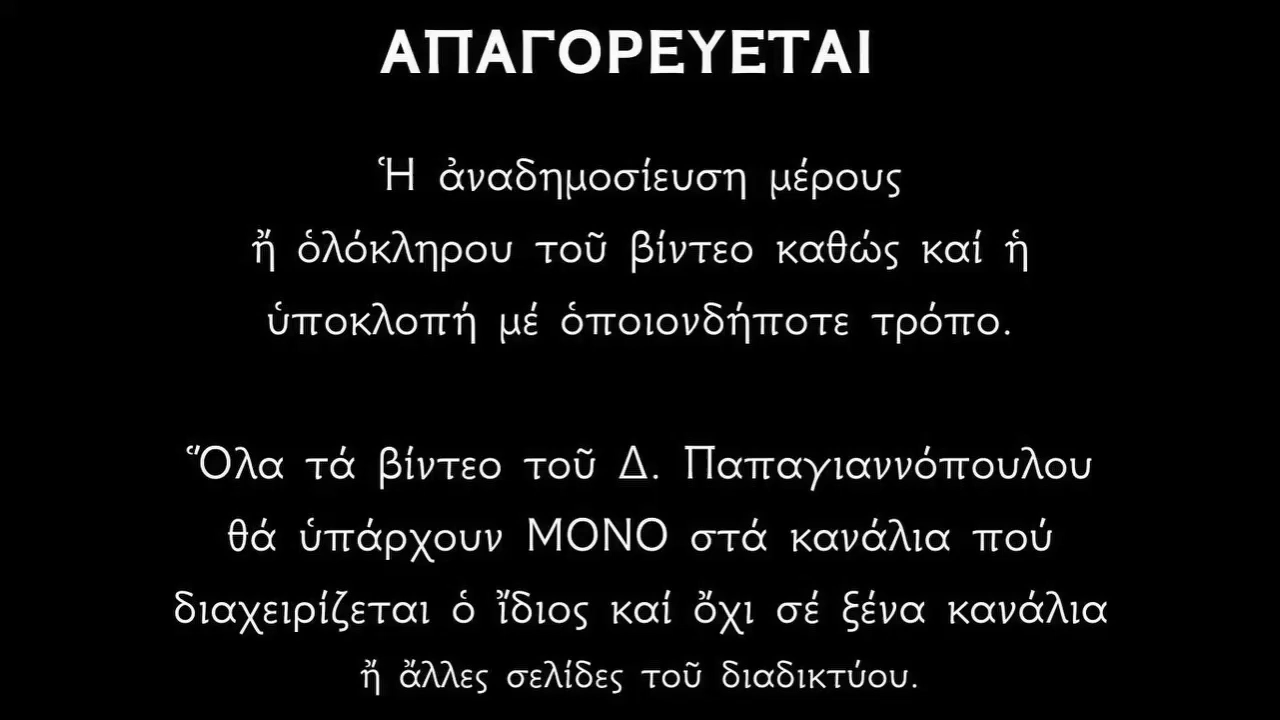 ΑΠΑΓΟΡΕΥΕΤΑΙ
Ἡ ἀναδημοσίευση μέρους
ἤ ὁλόκληρου τοῦ βίντεο καθώς καί ἡ
ὑποκλοπή μέ ὁποιονδήποτε τρόπο.
Ὅλα τά βίντεο τοῦ Δ. Παπαγιαννόπουλου
θά ὑπάρχουν ΜΟΝΟ στά κανάλια πού
διαχειρίζεται ὁ ἴδιος καί ὄχι σέ ξένα κανάλια
ἤ ἄλλες σελίδες τοῦ διαδικτύου.